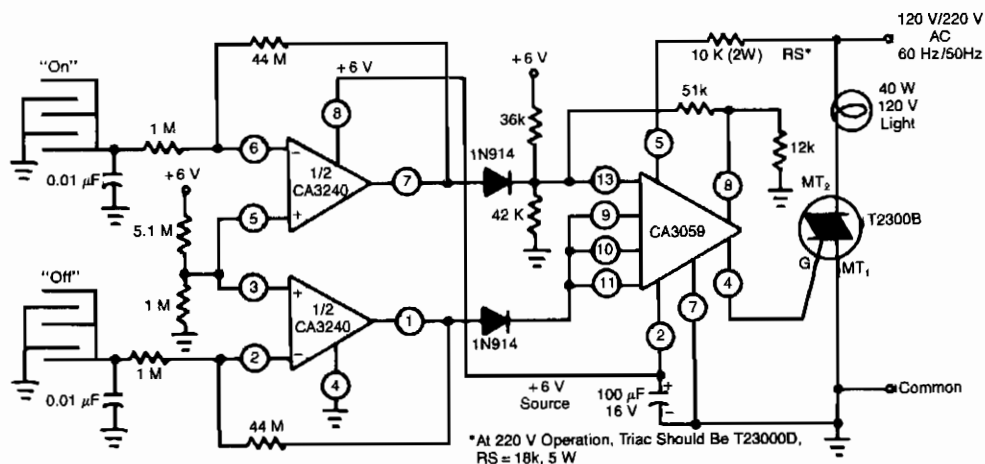 120 V/220 V
AC
60 Hz/50Hz
10 K (2W)
RS*
44 M
+6 V
+6 V
"On"
8
36k
51k
40 W
120 V
Light
1 M
6
−
1/2
CA3240
7
1N914
5
12k
0.01 µF
+6 V
5
+
13
8
MT2
5.1 M
42 K
9
CA3059
T2300B
10
G
MT1
"Off"
3
+
1/2
CA3240
1
11
4
1 M
1N914
7
2
−
2
1 M
4
+6 V
Source
+
100 µF
16 V
−
Common
0.01 µF
44 M
*At 220 V Operation, Triac Should Be T23000D,
RS = 18k, 5 W